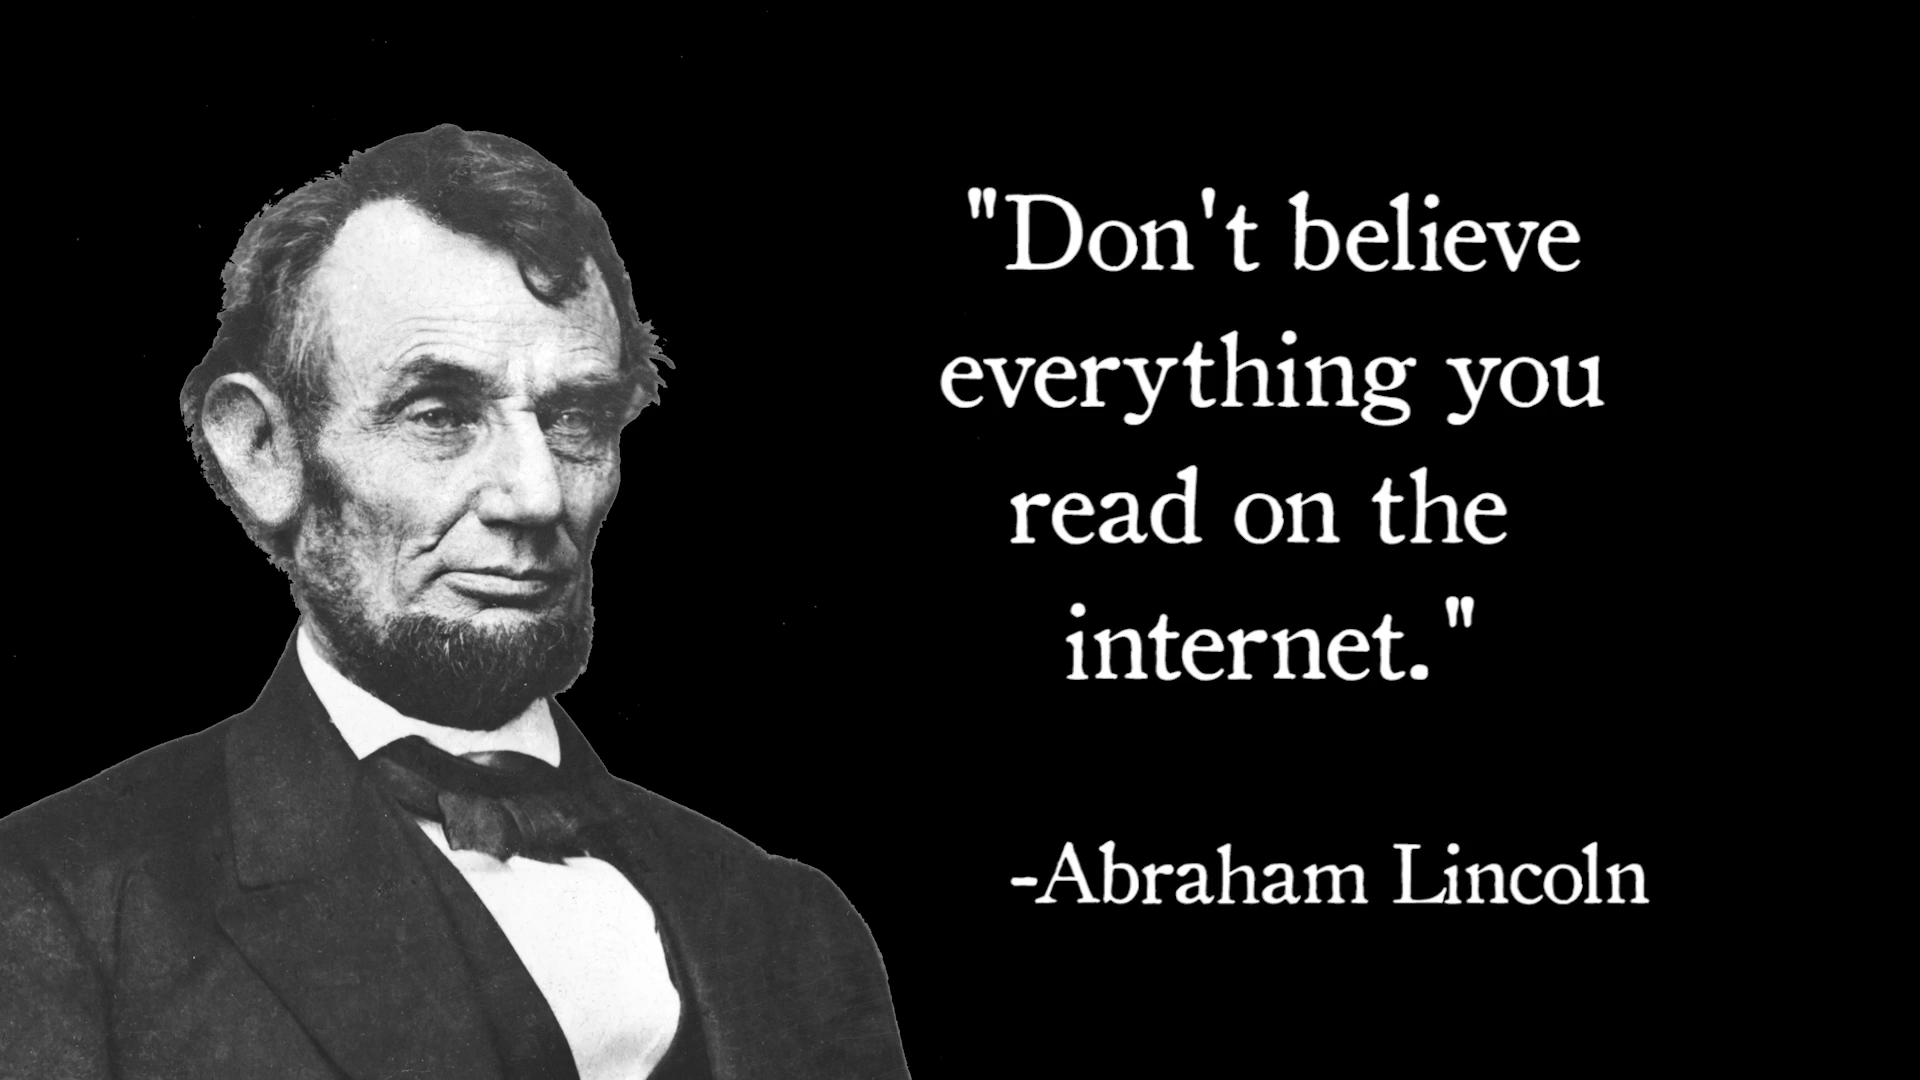 "Don't believe
everything you
read on the
internet."
-Abraham Lincoln